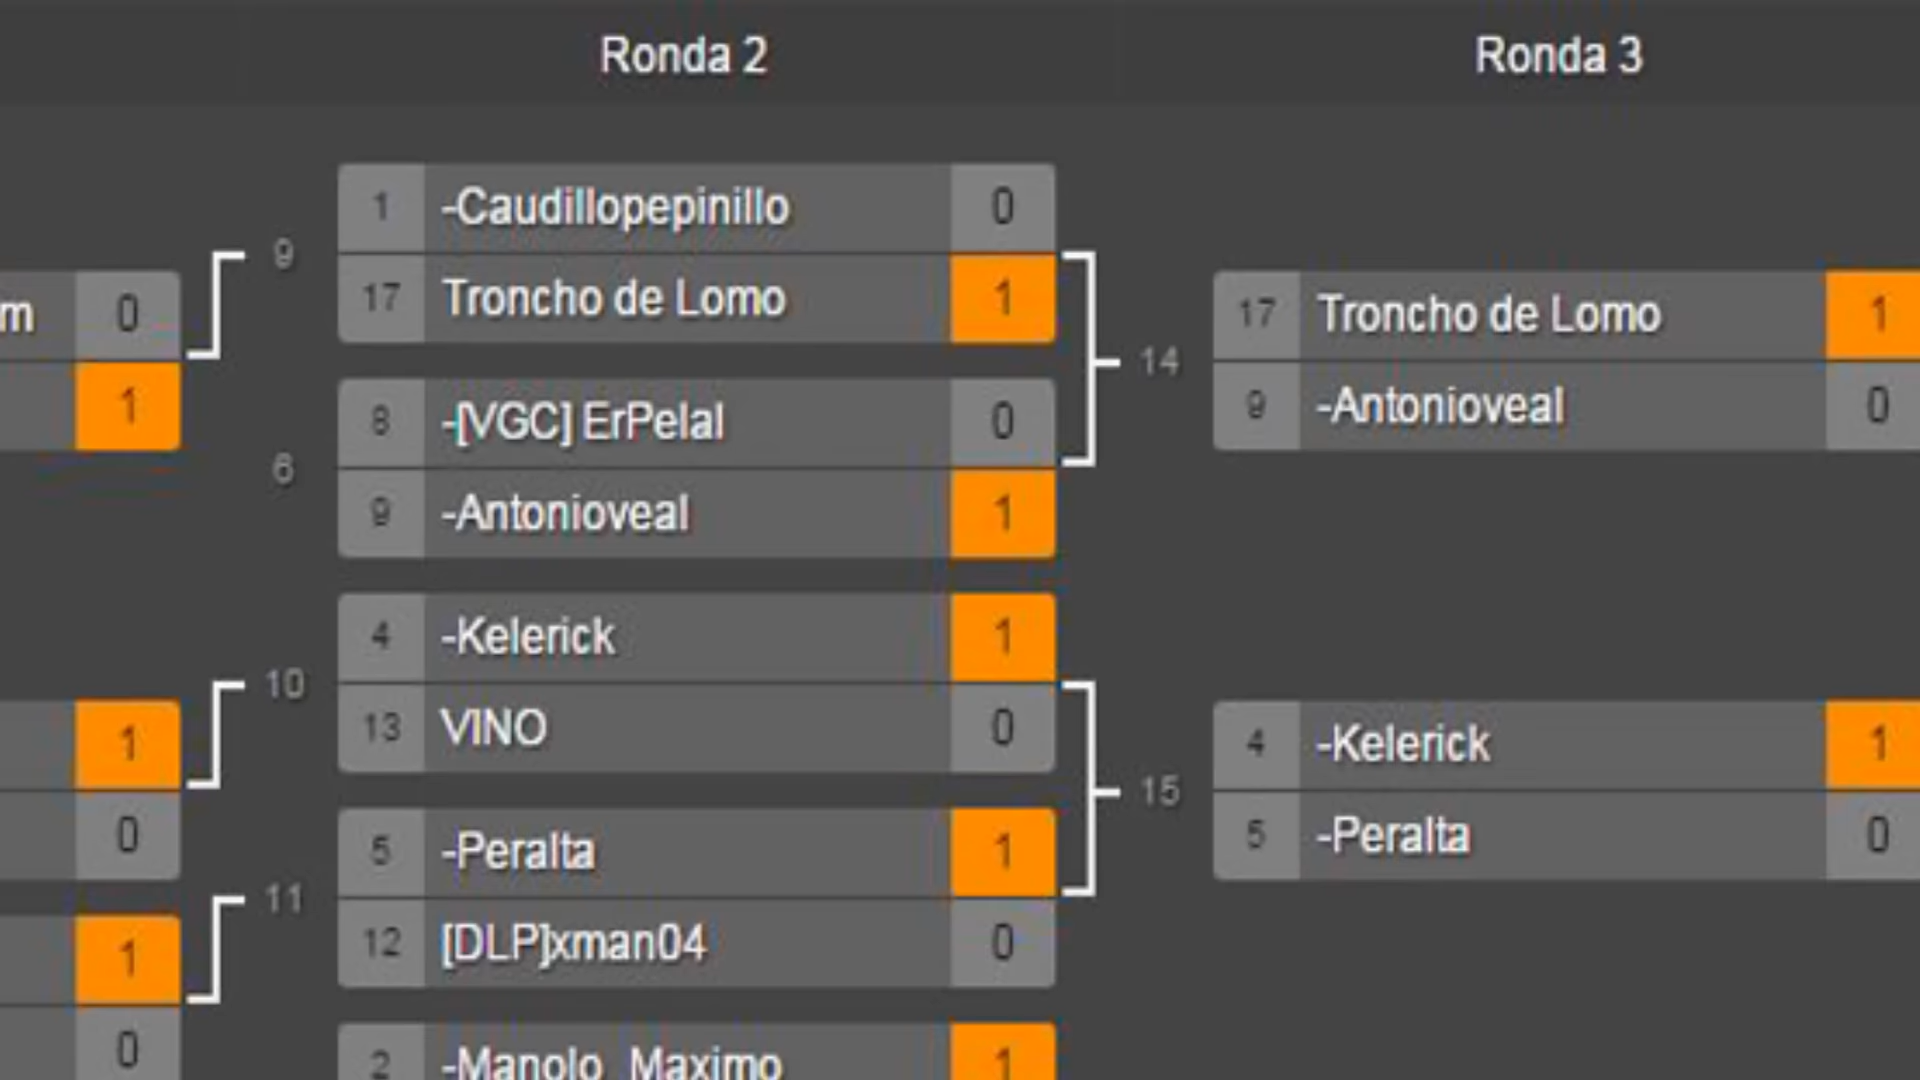 Ronda 2
Ronda 3
m 0
1
9
1 -Caudillopepinillo 0
17 Troncho de Lomo 1
6
8 -[VGC] ErPelal 0
9 -Antonioveal 1
14
17 Troncho de Lomo 1
9 -Antonioveal 0
1
0
10
4 -Kelerick 1
13 VINO 0
1
0
11
5 -Peralta 1
12 [DLP]xman04 0
15
4 -Kelerick 1
5 -Peralta 0
2 -Manolo_Maximo 1